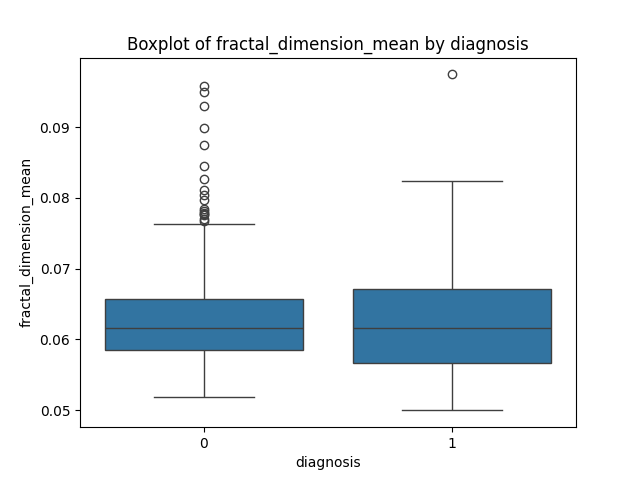 Boxplot of fractal_dimension_mean by diagnosis
fractal_dimension_mean
0.09
0.08
0.07
0.06
0.05
0
1
diagnosis